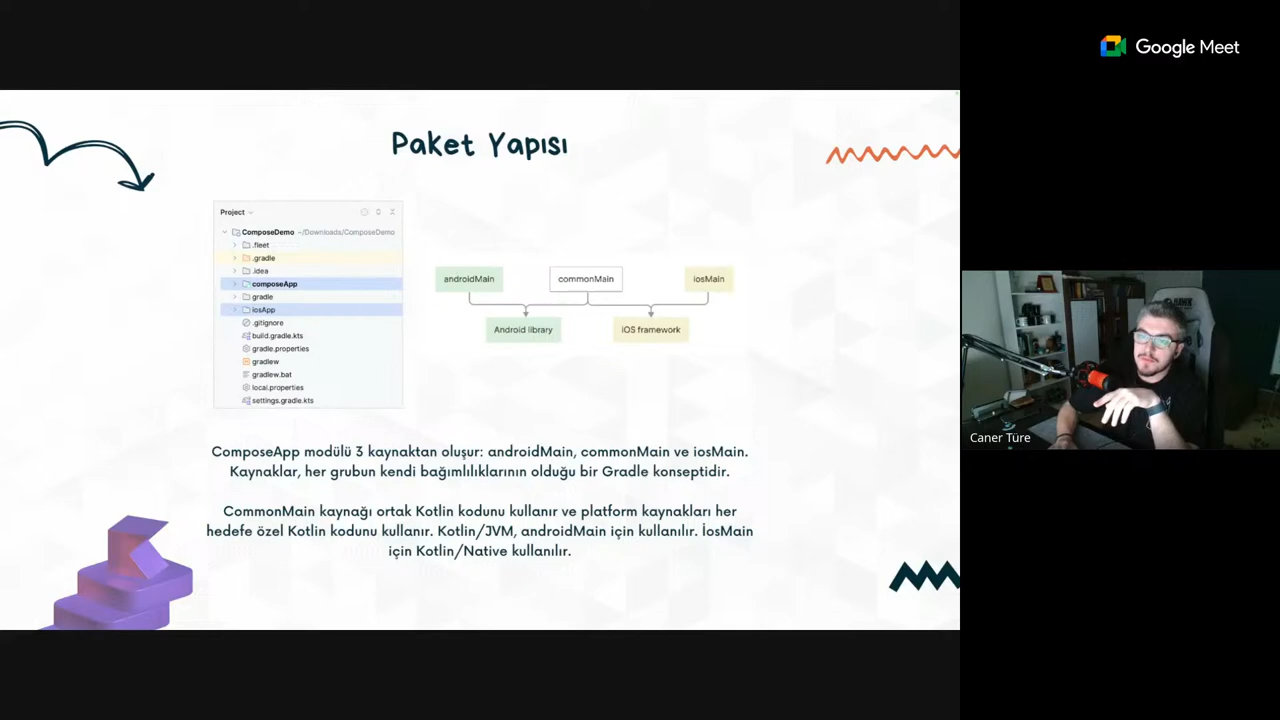 Google Meet
Paket Yapısı
Project
ComposeDemo ~/Downloads/ComposeDemo
.fleet
.gradle
.idea
composeApp
gradle
iosApp
.gitignore
build.gradle.kts
gradle.properties
gradlew
gradlew.bat
local.properties
settings.gradle.kts
androidMain commonMain iosMain
Android library iOS framework
ComposeApp modülü 3 kaynaktan oluşur: androidMain, commonMain ve iosMain.
Kaynaklar, her grubun kendi bağımlılıklarının olduğu bir Gradle konseptidir.
CommonMain kaynağı ortak Kotlin kodunu kullanır ve platform kaynakları her
hedefe özel Kotlin kodunu kullanır. Kotlin/JVM, androidMain için kullanılır. İosMain
için Kotlin/Native kullanılır.
Caner Türe